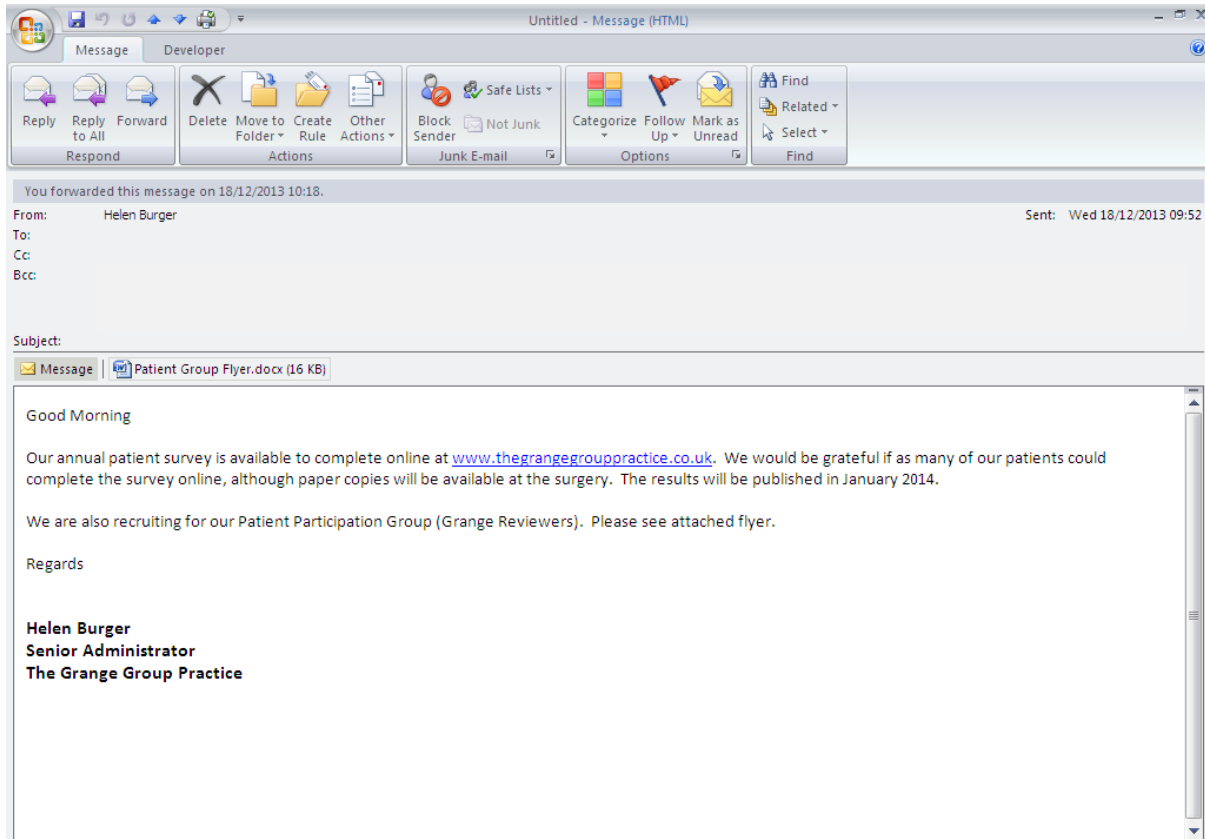 Untitled - Message (HTML)
Message Developer
Reply Reply to All Forward Delete Move to Folder Create Rule Other Actions Block Sender Safe Lists Not Junk Categorize Follow Up Mark as Unread Find Related Select
Respond Actions Junk E-mail Options Find
You forwarded this message on 18/12/2013 10:18.
From: Helen Burger Sent: Wed 18/12/2013 09:52
To:
Cc:
Bcc:
Subject:
Message Patient Group Flyer.docx (16 KB)
Good Morning
Our annual patient survey is available to complete online at www.thegrangegrouppractice.co.uk. We would be grateful if as many of our patients could
complete the survey online, although paper copies will be available at the surgery. The results will be published in January 2014.
We are also recruiting for our Patient Participation Group (Grange Reviewers). Please see attached flyer.
Regards
Helen Burger
Senior Administrator
The Grange Group Practice